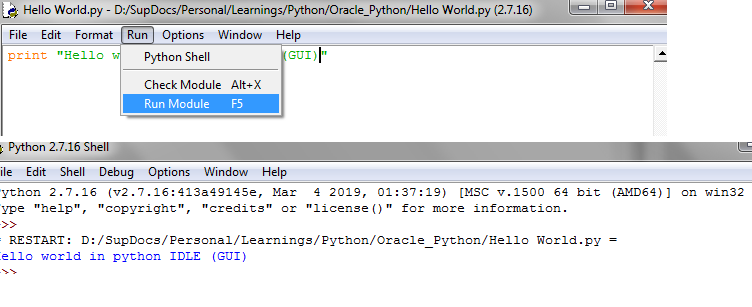 Hello World.py - D:/SupDocs/Personal/Learnings/Python/Oracle_Python/Hello World.py (2.7.16)
File Edit Format Run Options Window Help
print "Hello w (GUI)"
Python Shell
Check Module Alt+X
Run Module F5
Python 2.7.16 Shell
ile Edit Shell Debug Options Window Help
ython 2.7.16 (v2.7.16:413a49145e, Mar 4 2019, 01:37:19) [MSC v.1500 64 bit (AMD64)] on win32
ype "help", "copyright", "credits" or "license()" for more information.
>>>
= RESTART: D:/SupDocs/Personal/Learnings/Python/Oracle_Python/Hello World.py =
ello world in python IDLE (GUI)
>>>